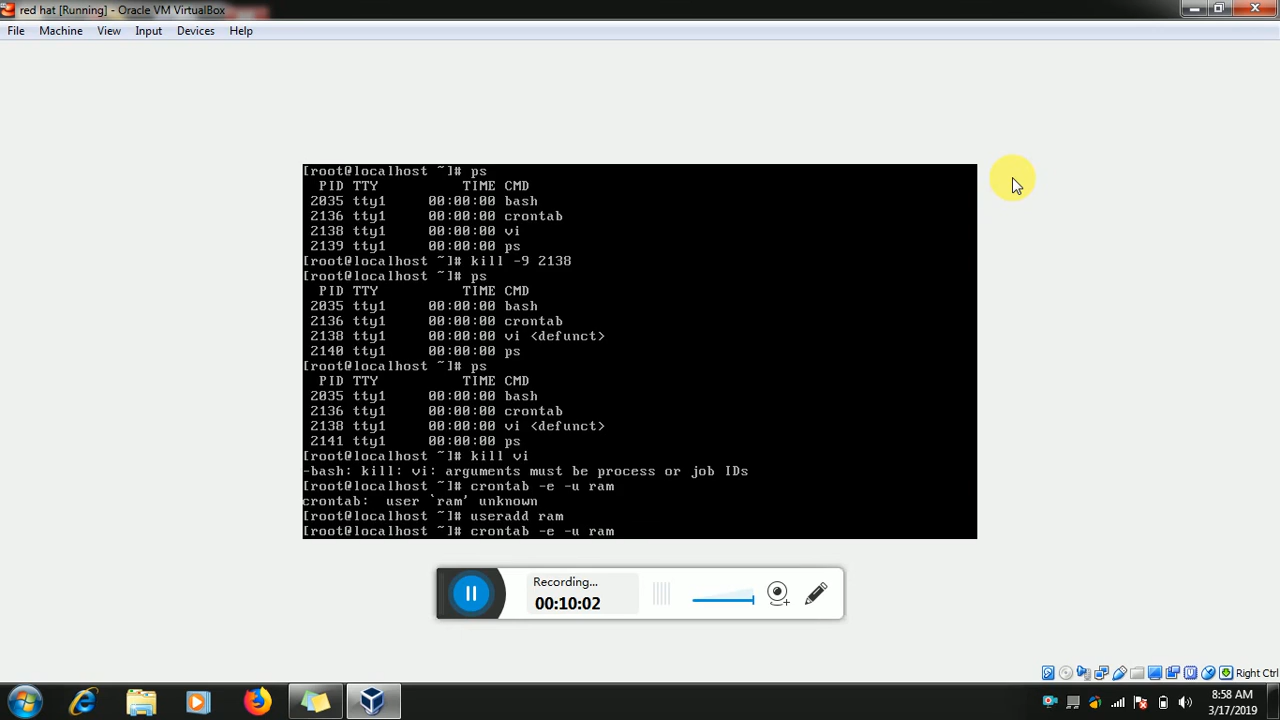 red hat [Running] - Oracle VM VirtualBox
File Machine View Input Devices Help
[root@localhost ~]# ps
PID TTY TIME CMD
2035 tty1 00:00:00 bash
2136 tty1 00:00:00 crontab
2138 tty1 00:00:00 vi
2139 tty1 00:00:00 ps
[root@localhost ~]# kill -9 2138
[root@localhost ~]# ps
PID TTY TIME CMD
2035 tty1 00:00:00 bash
2136 tty1 00:00:00 crontab
2138 tty1 00:00:00 vi <defunct>
2140 tty1 00:00:00 ps
[root@localhost ~]# ps
PID TTY TIME CMD
2035 tty1 00:00:00 bash
2136 tty1 00:00:00 crontab
2138 tty1 00:00:00 vi <defunct>
2141 tty1 00:00:00 ps
[root@localhost ~]# kill vi
-bash: kill: vi: arguments must be process or job IDs
[root@localhost ~]# crontab -e -u ram
crontab:  user `ram' unknown
[root@localhost ~]# useradd ram
[root@localhost ~]# crontab -e -u ram
Recording...
00:10:02
Right Ctrl
8:58 AM
3/17/2019